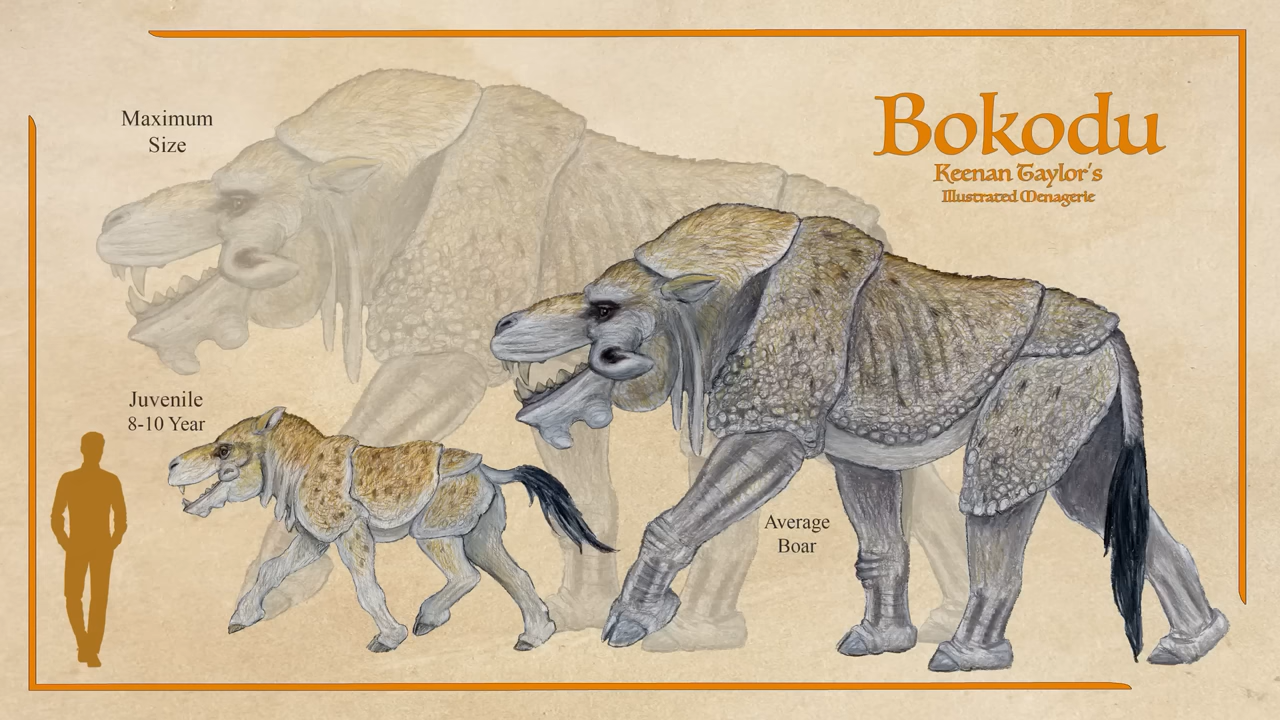 Maximum
Size
Bokodu
Keenan Taylor's
Illustrated Menagerie
Juvenile
8-10 Year
Average
Boar